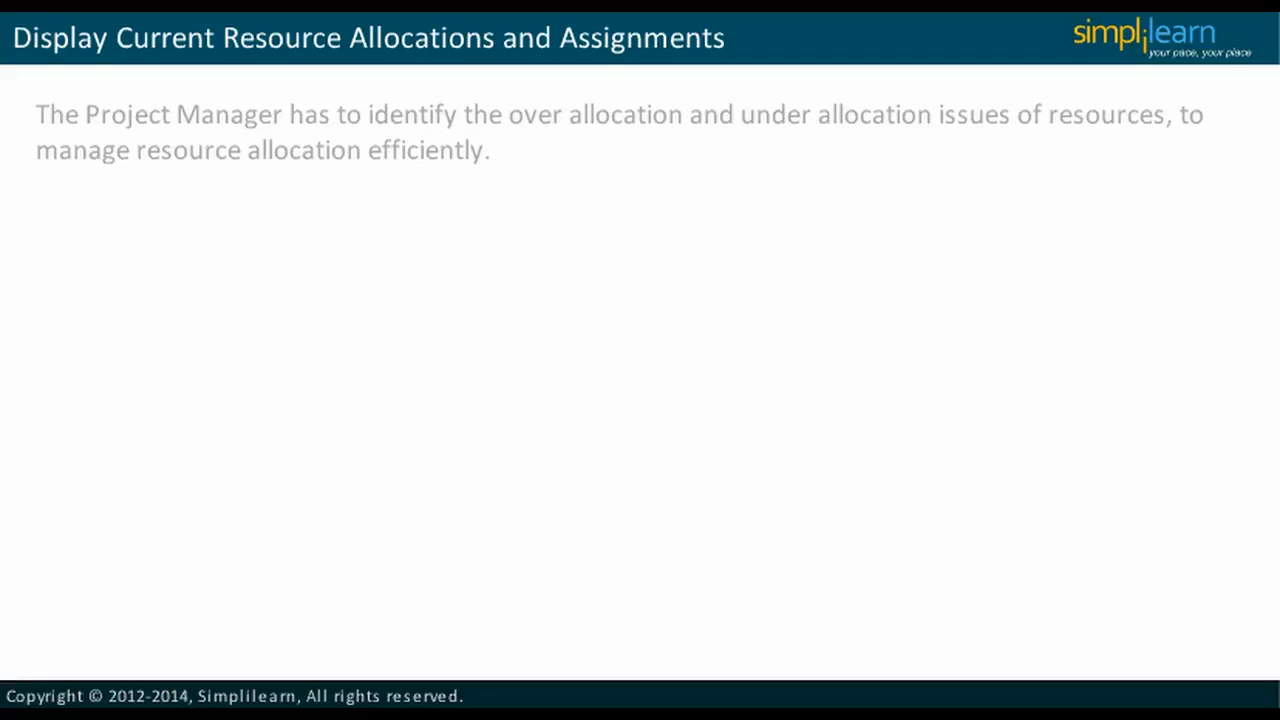 Display Current Resource Allocations and Assignments
simplilearn
your pace, your place
The Project Manager has to identify the over allocation and under allocation issues of resources, to
manage resource allocation efficiently.
Copyright © 2012-2014, Simplilearn, All rights reserved.